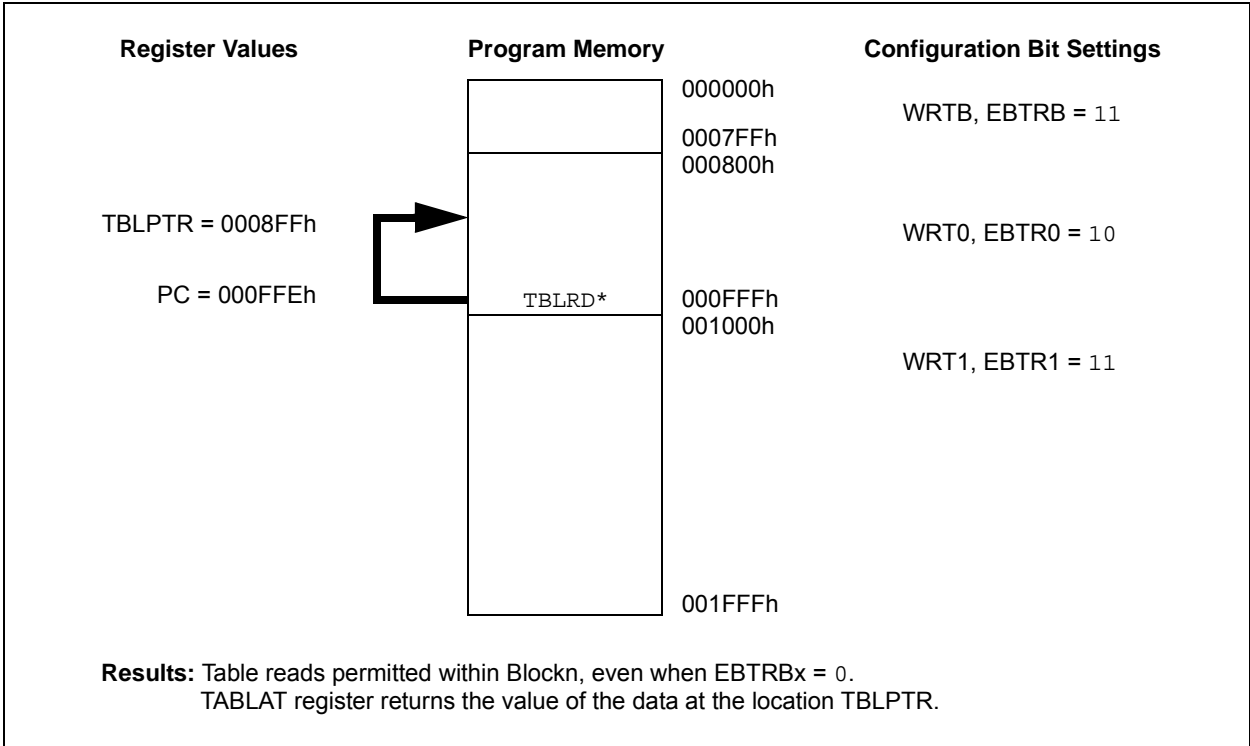 Register Values Program Memory Configuration Bit Settings
000000h
WRTB, EBTRB = 11
0007FFh
000800h
TBLPTR = 0008FFh
WRT0, EBTR0 = 10
PC = 000FFEh
TBLRD*
000FFFh
001000h
WRT1, EBTR1 = 11
001FFFh
Results: Table reads permitted within Blockn, even when EBTRBx = 0.
TABLAT register returns the value of the data at the location TBLPTR.